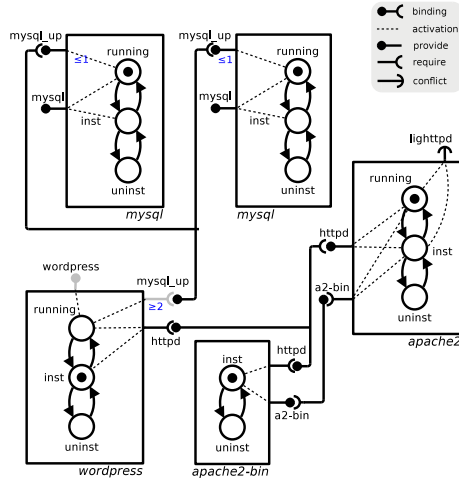 binding
activation
provide
require
conflict
mysql_up
running
≤1
mysql
inst
uninst
mysql
mysql_up
running
≤1
mysql
inst
uninst
mysql
lighttpd
running
httpd
inst
a2-bin
uninst
apache2
wordpress
mysql_up
running
≥2
httpd
inst
uninst
wordpress
httpd
inst
a2-bin
uninst
apache2-bin